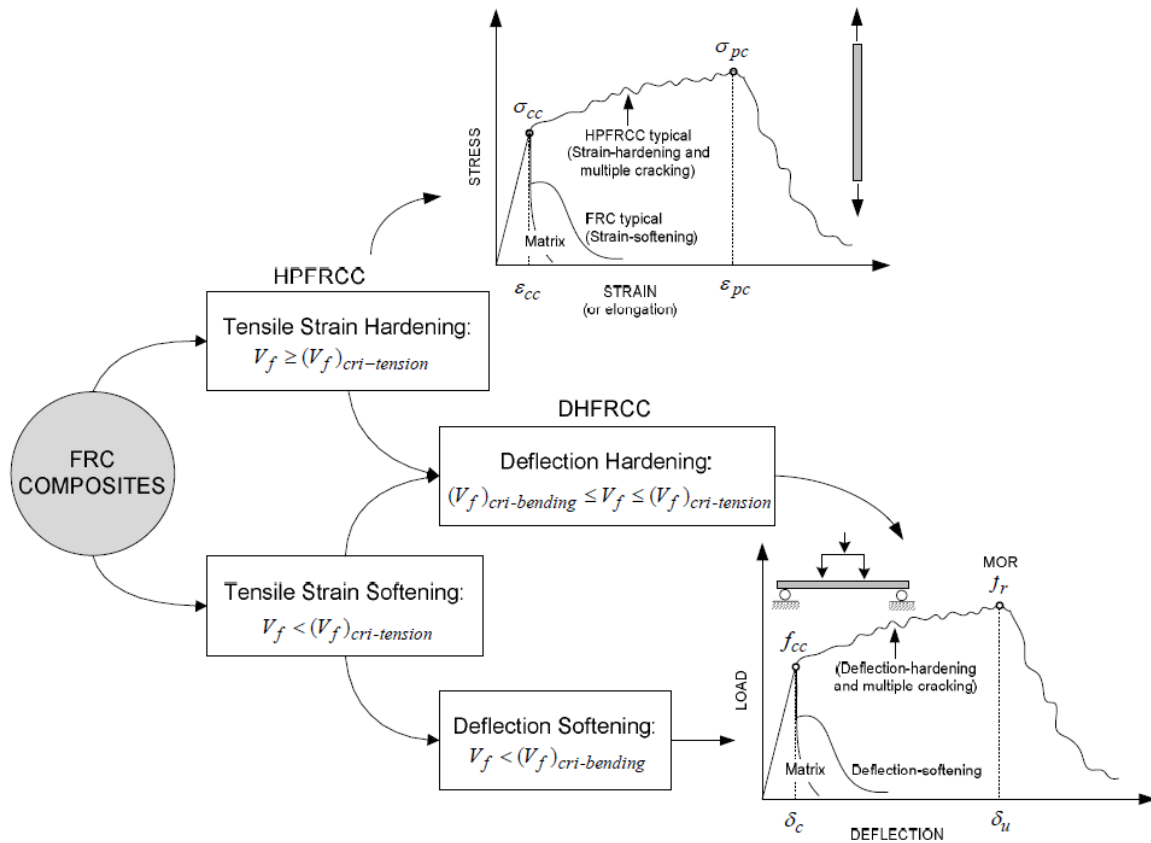 σpc
σcc
HPFRCC typical
(Strain-hardening and
multiple cracking)
STRESS
FRC typical
(Strain-softening)
Matrix
εcc
STRAIN
(or elongation)
εpc
HPFRCC
Tensile Strain Hardening:
Vf ≥ (Vf)cri−tension
FRC
COMPOSITES
DHFRCC
Deflection Hardening:
(Vf)cri-bending ≤ Vf ≤ (Vf)cri-tension
Tensile Strain Softening:
Vf < (Vf)cri-tension
Deflection Softening:
Vf < (Vf)cri-bending
MOR
fr
fcc
(Deflection-hardening
and multiple cracking)
LOAD
Matrix
Deflection-softening
δc
DEFLECTION
δu